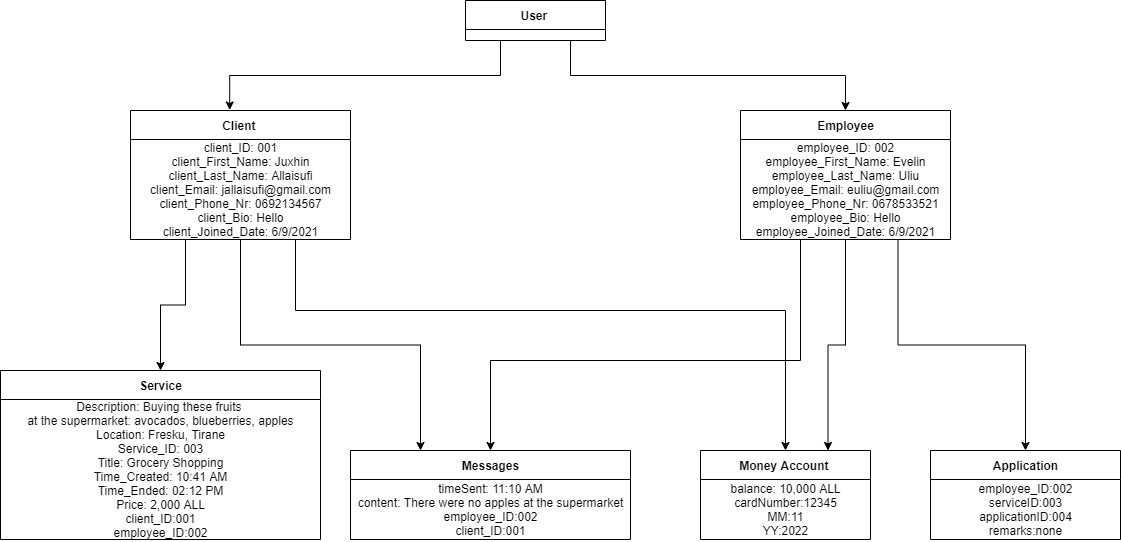 User
Client
client_ID: 001
client_First_Name: Juxhin
client_Last_Name: Allaisufi
client_Email: jallaisufi@gmail.com
client_Phone_Nr: 0692134567
client_Bio: Hello
client_Joined_Date: 6/9/2021
Employee
employee_ID: 002
employee_First_Name: Evelin
employee_Last_Name: Uliu
employee_Email: euliu@gmail.com
employee_Phone_Nr: 0678533521
employee_Bio: Hello
employee_Joined_Date: 6/9/2021
Service
Description: Buying these fruits
at the supermarket: avocados, blueberries, apples
Location: Fresku, Tirane
Service_ID: 003
Title: Grocery Shopping
Time_Created: 10:41 AM
Time_Ended: 02:12 PM
Price: 2,000 ALL
client_ID:001
employee_ID:002
Messages
timeSent: 11:10 AM
content: There were no apples at the supermarket
employee_ID:002
client_ID:001
Money Account
balance: 10,000 ALL
cardNumber:12345
MM:11
YY:2022
Application
employee_ID:002
serviceID:003
applicationID:004
remarks:none